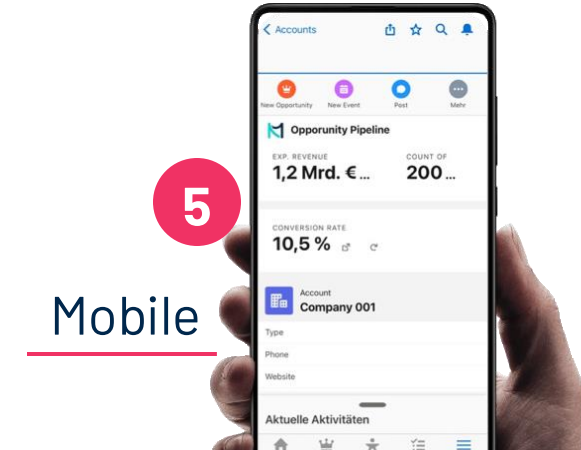 Accounts
New Opportunity
New Event
Post
Mehr
Opporunity Pipeline
EXP. REVENUE
COUNT OF
1,2 Mrd. € ...
200 ...
5
CONVERSION RATE
10,5 %
Account
Company 001
Mobile
Type
Phone
Website
Aktuelle Aktivitäten